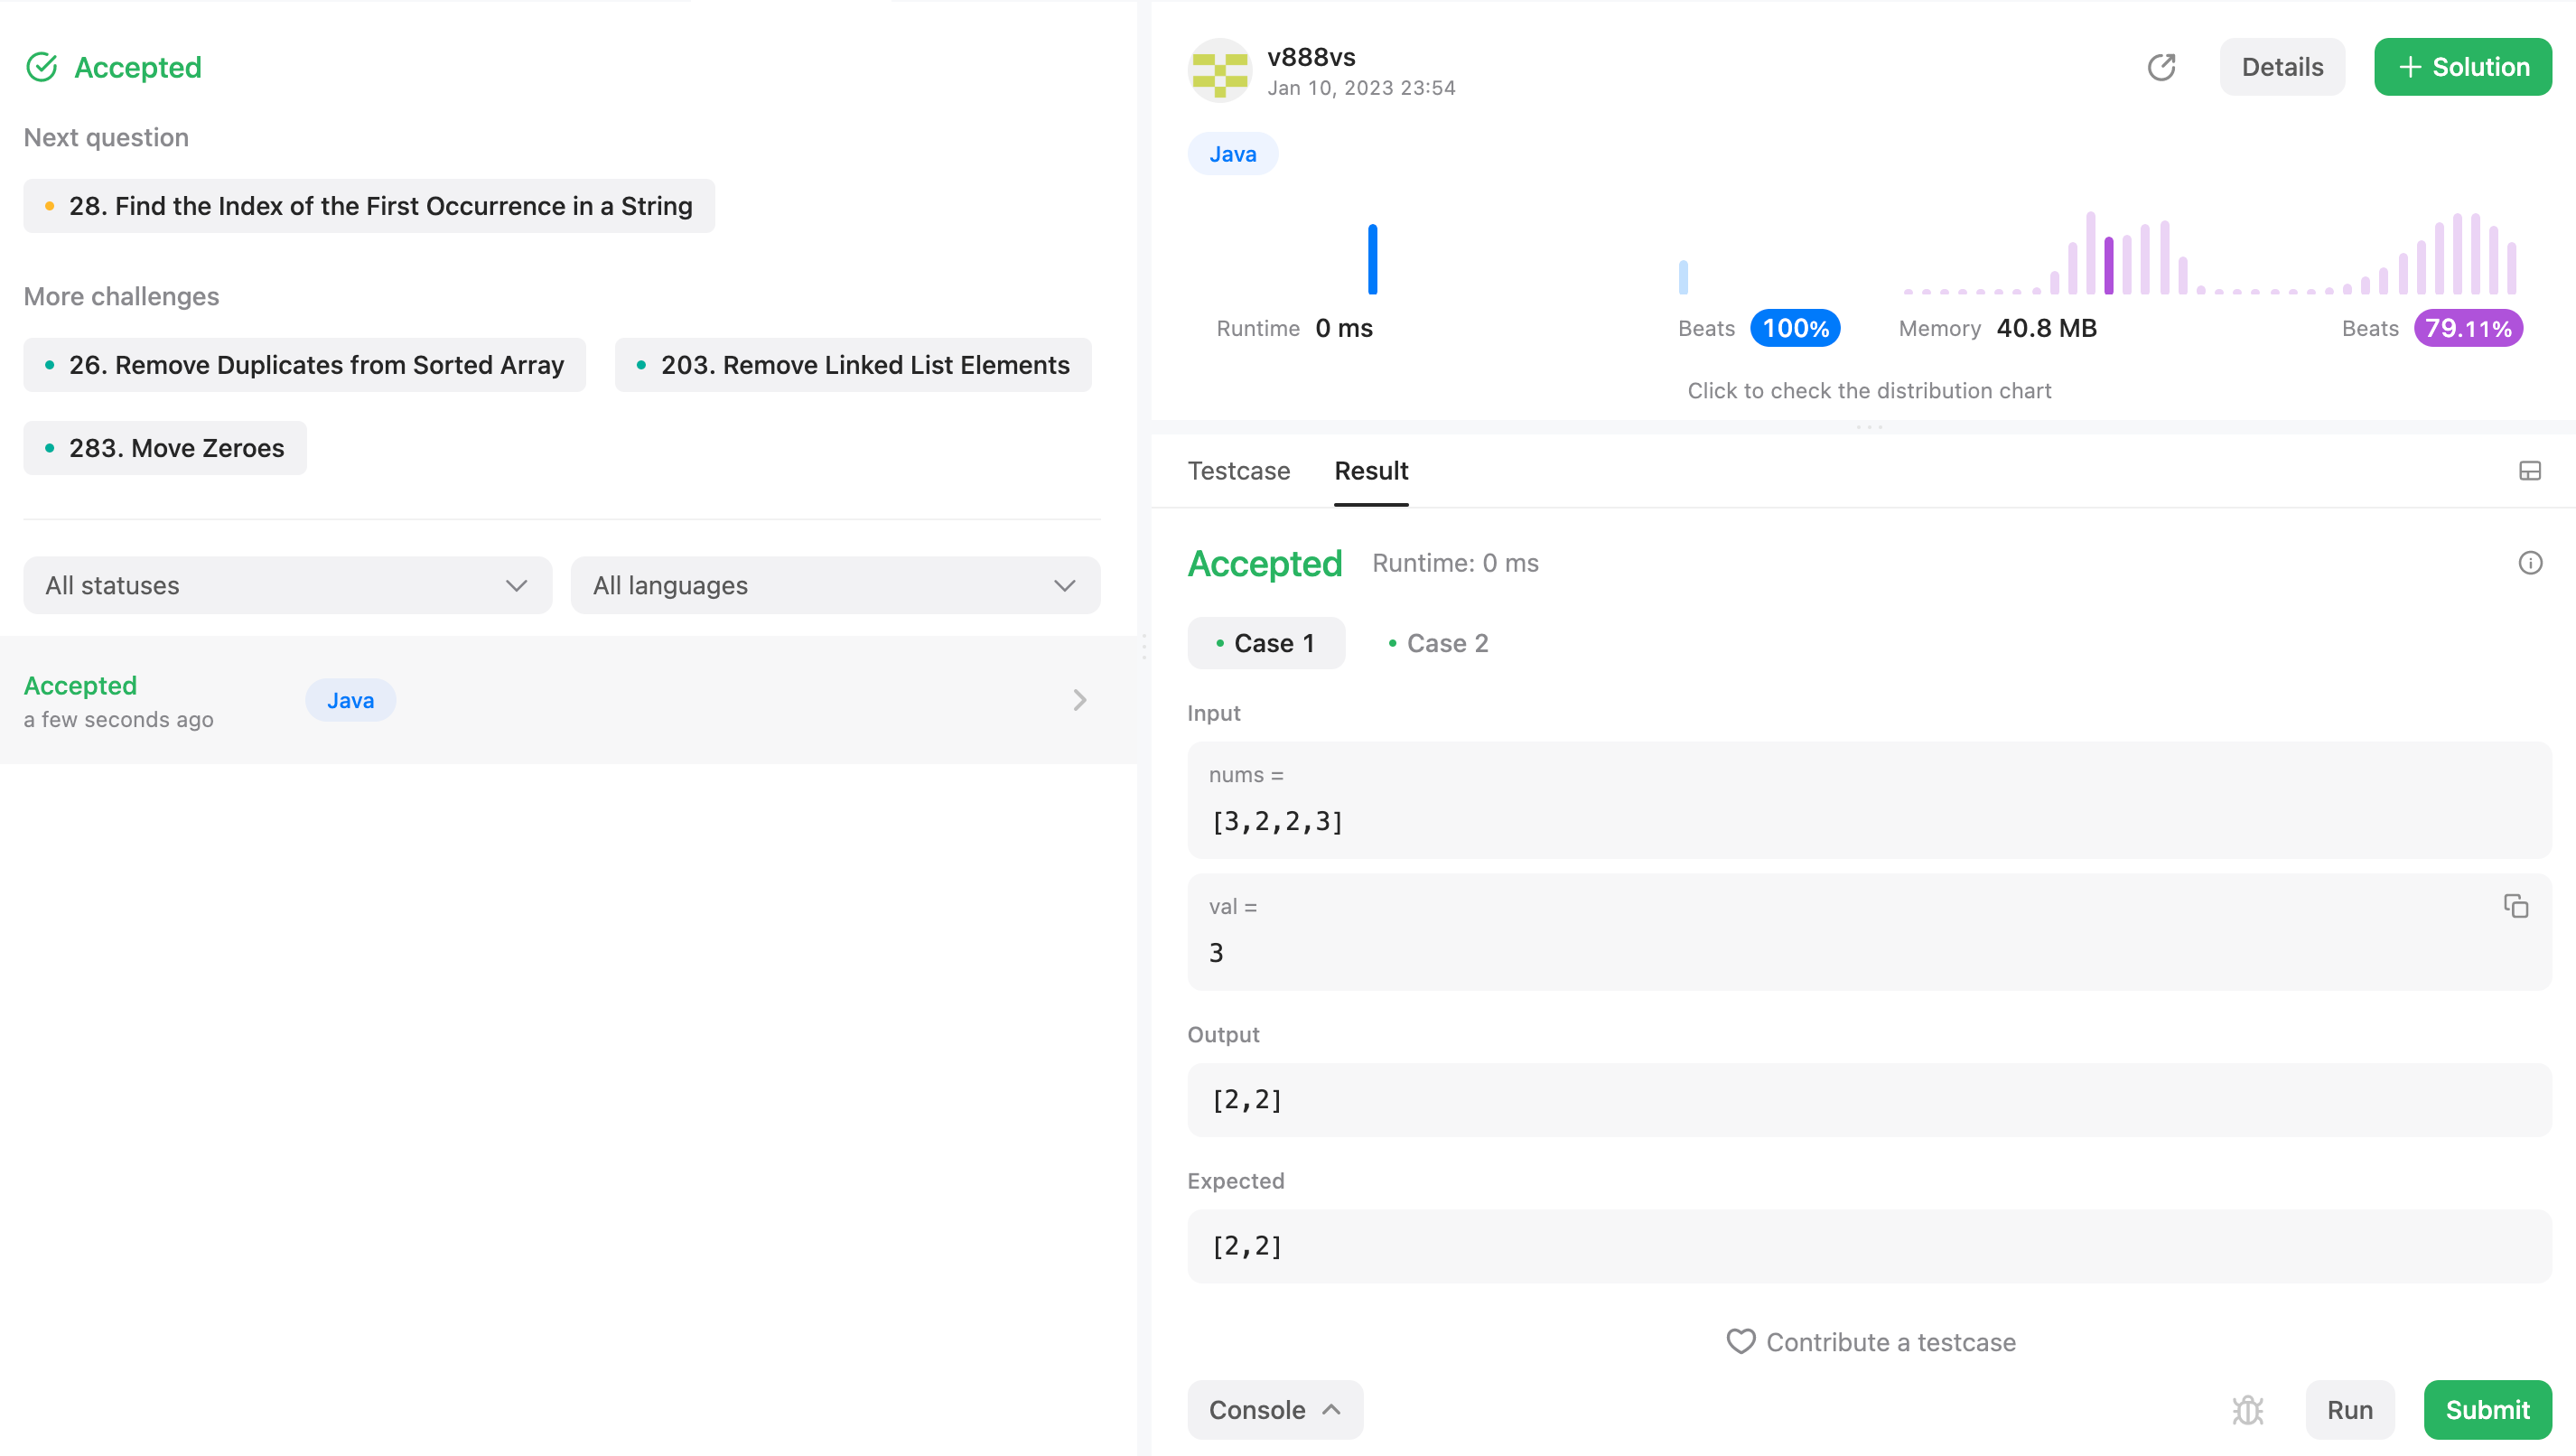 Accepted
Next question
28. Find the Index of the First Occurrence in a String
More challenges
26. Remove Duplicates from Sorted Array
203. Remove Linked List Elements
283. Move Zeroes
All statuses
All languages
Accepted
a few seconds ago
Java
v888vs
Jan 10, 2023 23:54
Details
+ Solution
Java
Runtime 0 ms
Beats 100%
Memory 40.8 MB
Beats 79.11%
Click to check the distribution chart
Testcase
Result
Accepted
Runtime: 0 ms
Case 1
Case 2
Input
nums =
[3,2,2,3]
val =
3
Output
[2,2]
Expected
[2,2]
Contribute a testcase
Console
Run
Submit